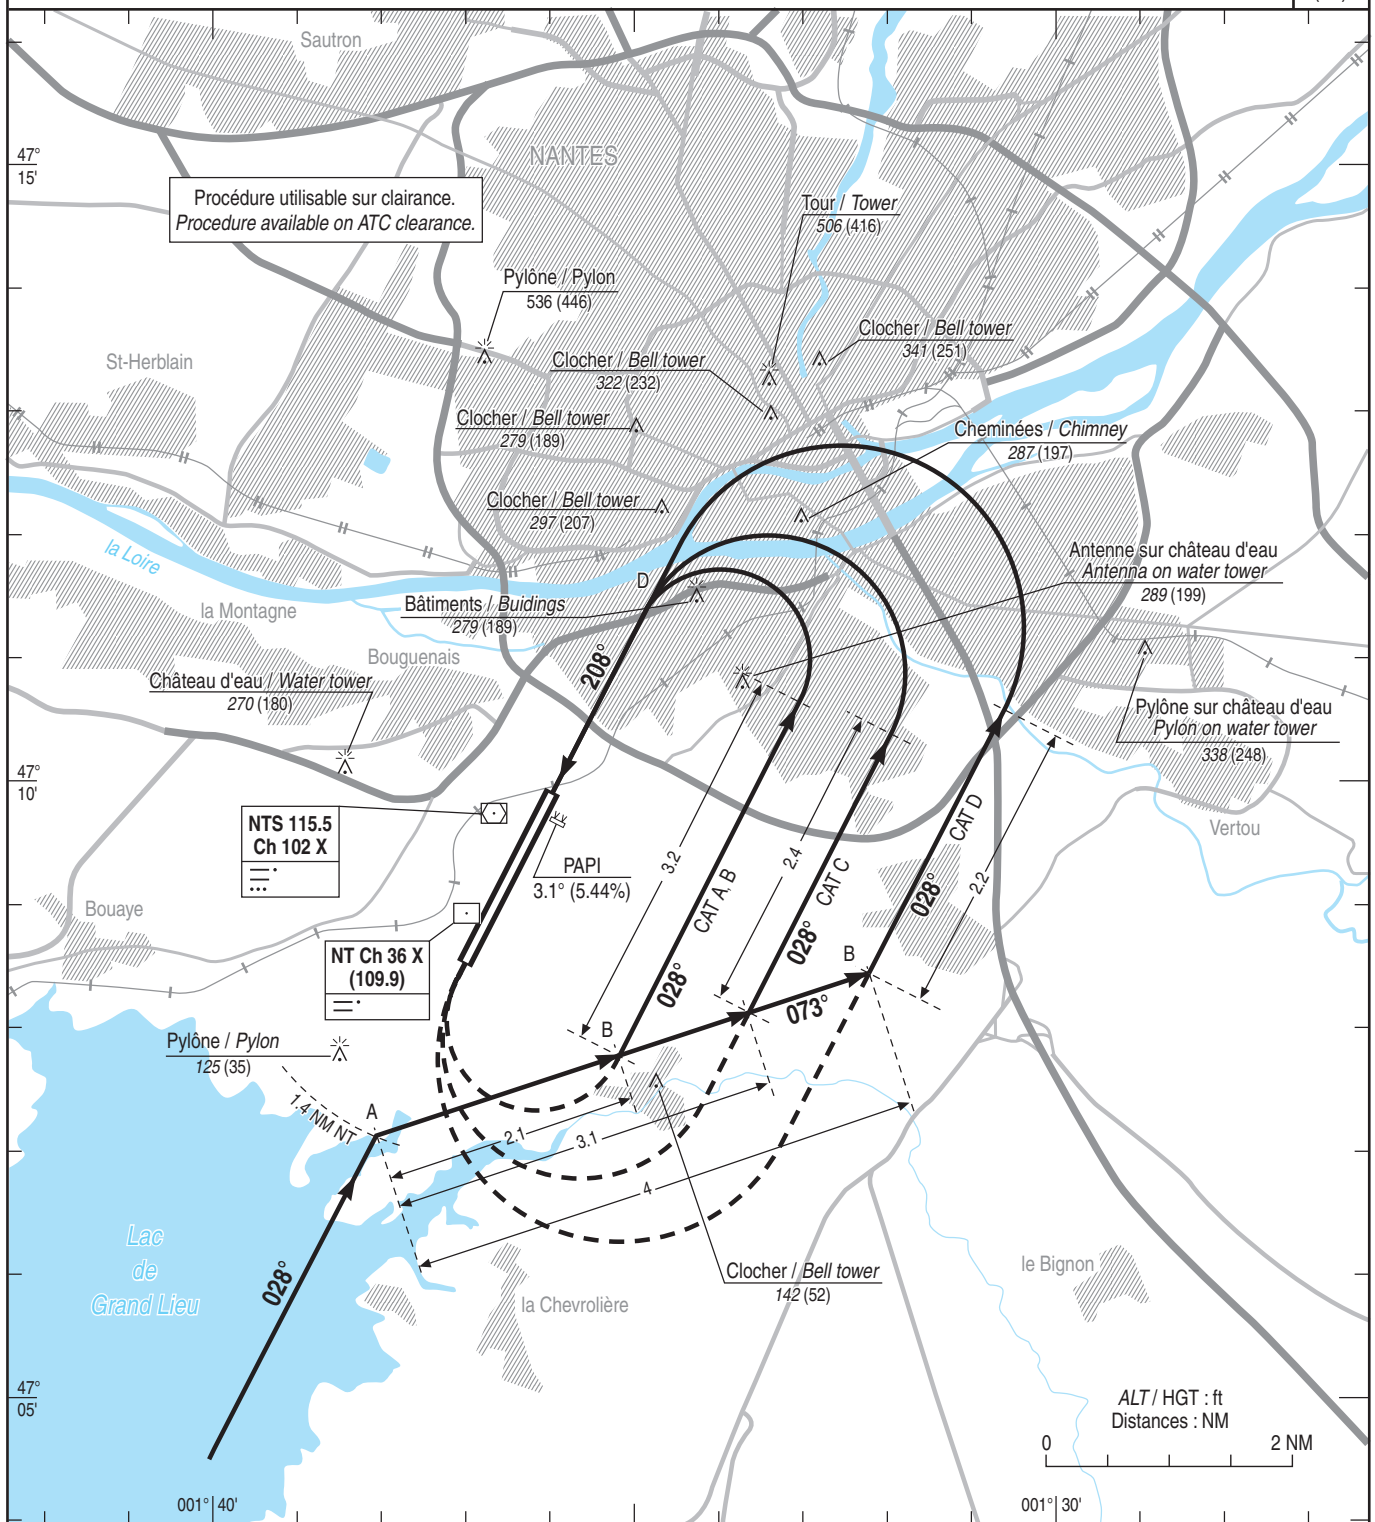 Sautron
47°
15'
NANTES
Procédure utilisable sur clairance.
Procedure available on ATC clearance.
Tour / Tower
506 (416)
Pylône / Pylon
536 (446)
Clocher / Bell tower
341 (251)
St-Herblain
Clocher / Bell tower
322 (232)
Clocher / Bell tower
279 (189)
Cheminées / Chimney
287 (197)
Clocher / Bell tower
297 (207)
la Loire
Antenne sur château d'eau
Antenna on water tower
289 (199)
D
la Montagne
Bâtiments / Buidings
279 (189)
Bouguenais
208°
Château d'eau / Water tower
270 (180)
Pylône sur château d'eau
Pylon on water tower
338 (248)
47°
10'
NTS 115.5
Ch 102 X
Vertou
PAPI
3.1° (5.44%)
3.2
2.4
2.2
CAT A, B
CAT C
CAT D
028°
028°
028°
Bouaye
NT Ch 36 X
(109.9)
B
073°
B
Pylône / Pylon
125 (35)
1.4 NM NT
A
2.1
3.1
4
Lac
de
Grand Lieu
028°
Clocher / Bell tower
142 (52)
la Chevrolière
le Bignon
47°
05'
ALT / HGT : ft
Distances : NM
0
2 NM
001° 40'
001° 30'